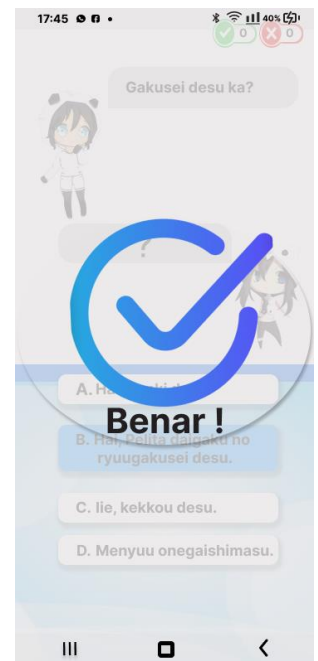 17:45
40%
0 0
Gakusei desu ka?
?
A. Ha
Benar !
B. Hai, Pelita daigaku no
ryuugakusei desu.
C. Iie, kekkou desu.
D. Menyuu onegaishimasu.